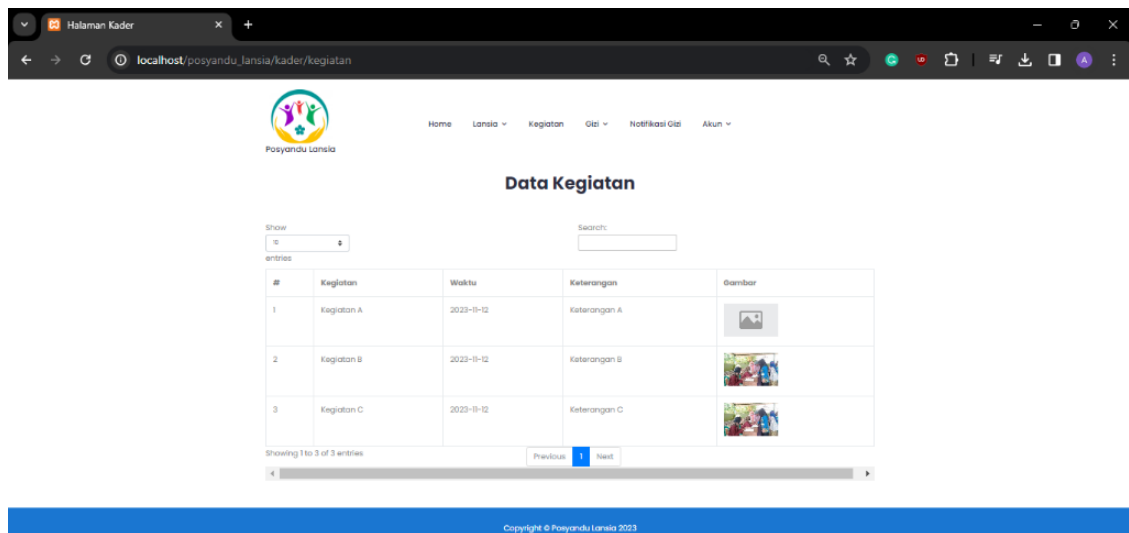 Halaman Kader
localhost/posyandu_lansia/kader/kegiatan
Posyandu Lansia
Home Lansia Kegiatan Gizi Notifikasi Gizi Akun
Data Kegiatan
Show
10
entries
Search:
# Kegiatan Waktu Keterangan Gambar
1 Kegiatan A 2023-11-12 Keterangan A
2 Kegiatan B 2023-11-12 Keterangan B
3 Kegiatan C 2023-11-12 Keterangan C
Showing 1 to 3 of 3 entries
Previous 1 Next
Copyright © Posyandu Lansia 2023